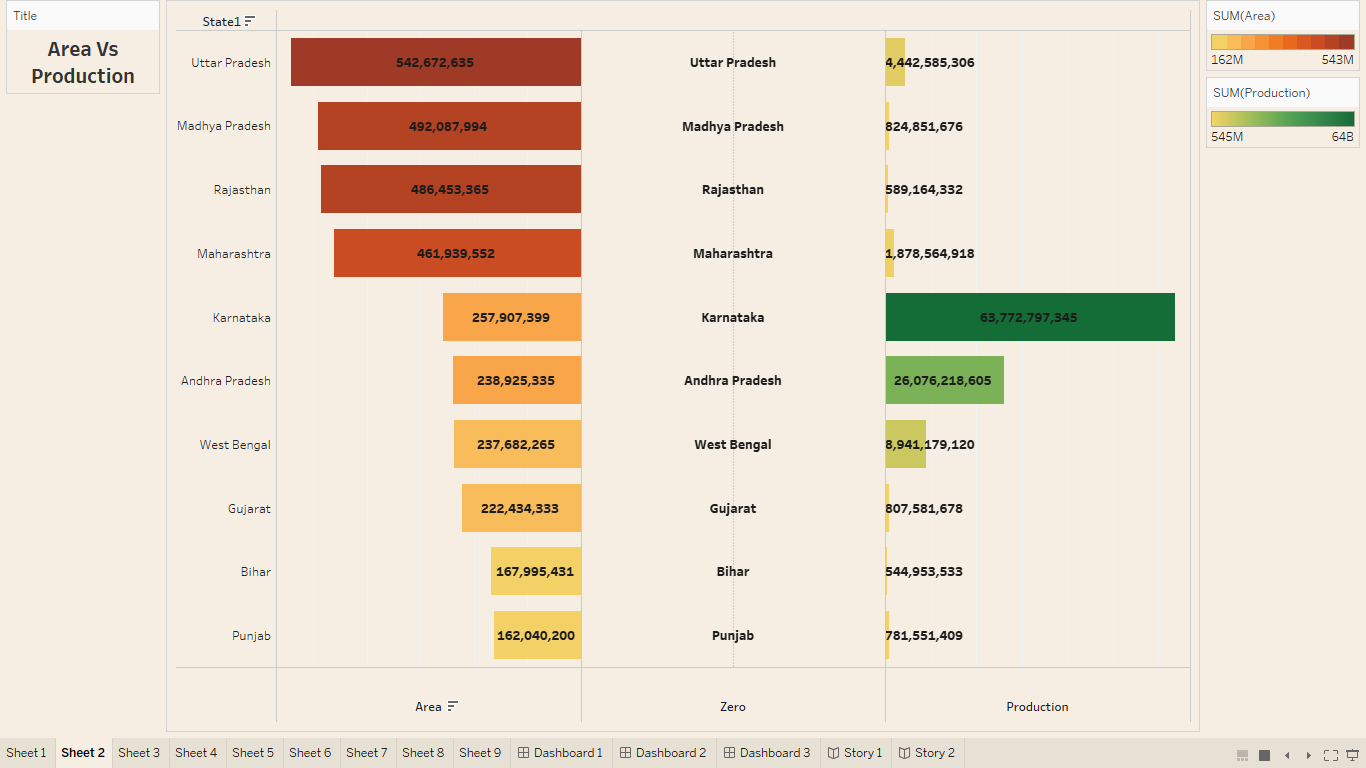 Title
Area Vs
Production
State1
Uttar Pradesh 542,672,635 Uttar Pradesh 4,442,585,306
Madhya Pradesh 492,087,994 Madhya Pradesh 824,851,676
Rajasthan 486,453,365 Rajasthan 589,164,332
Maharashtra 461,939,552 Maharashtra 1,878,564,918
Karnataka 257,907,399 Karnataka 63,772,797,345
Andhra Pradesh 238,925,335 Andhra Pradesh 26,076,218,605
West Bengal 237,682,265 West Bengal 8,941,179,120
Gujarat 222,434,333 Gujarat 807,581,678
Bihar 167,995,431 Bihar 544,953,533
Punjab 162,040,200 Punjab 781,551,409
Area Zero Production
SUM(Area)
162M 543M
SUM(Production)
545M 64B
Sheet 1 Sheet 2 Sheet 3 Sheet 4 Sheet 5 Sheet 6 Sheet 7 Sheet 8 Sheet 9 Dashboard 1 Dashboard 2 Dashboard 3 Story 1 Story 2